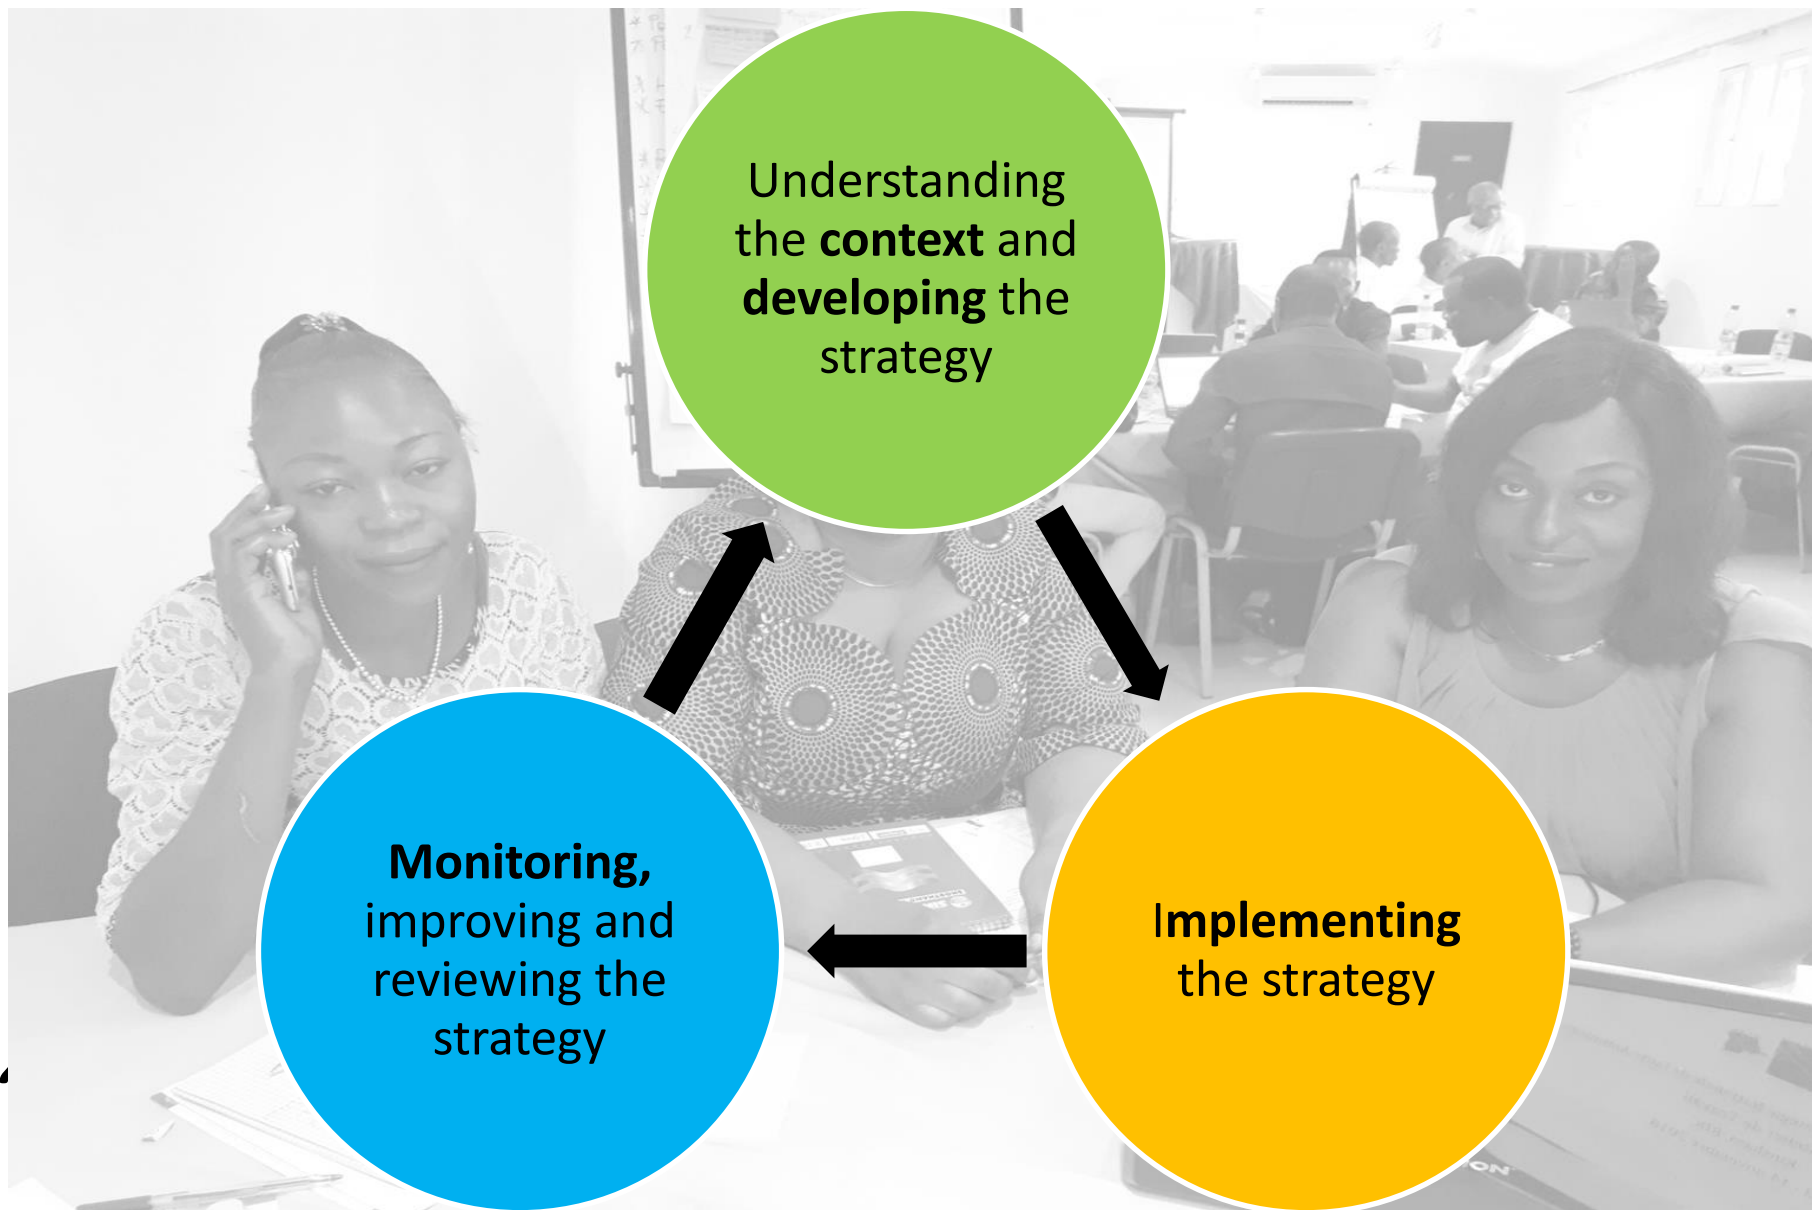 Understanding
the context and
developing the
strategy
Monitoring,
improving and
reviewing the
strategy
Implementing
the strategy